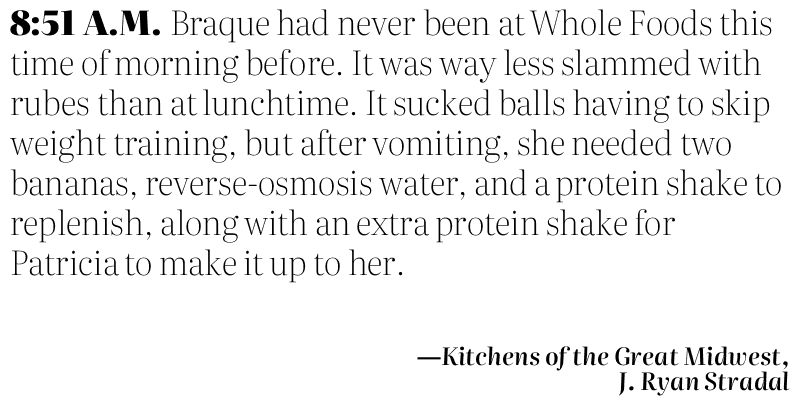 8:51 A.M. Braque had never been at Whole Foods this
time of morning before. It was way less slammed with
rubes than at lunchtime. It sucked balls having to skip
weight training, but after vomiting, she needed two
bananas, reverse-osmosis water, and a protein shake to
replenish, along with an extra protein shake for
Patricia to make it up to her.
—Kitchens of the Great Midwest,
J. Ryan Stradal